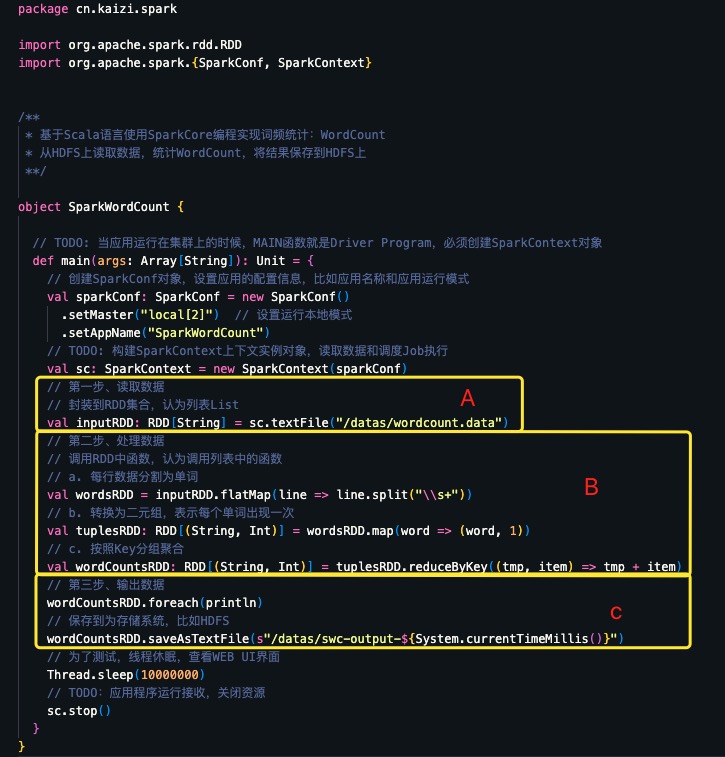 package cn.kaizi.spark
import org.apache.spark.rdd.RDD
import org.apache.spark.{SparkConf, SparkContext}
/**
* 基于Scala语言使用SparkCore编程实现词频统计：WordCount
* 从HDFS上读取数据，统计WordCount，将结果保存到HDFS上
**/
object SparkWordCount {
// TODO: 当应用运行在集群上的时候，MAIN函数就是Driver Program，必须创建SparkContext对象
def main(args: Array[String]): Unit = {
// 创建SparkConf对象，设置应用的配置信息，比如应用名称和应用运行模式
val sparkConf: SparkConf = new SparkConf()
.setMaster("local[2]")  // 设置运行本地模式
.setAppName("SparkWordCount")
// TODO: 构建SparkContext上下文实例对象，读取数据和调度Job执行
val sc: SparkContext = new SparkContext(sparkConf)
// 第一步、读取数据
A
// 封装到RDD集合，认为列表List
val inputRDD: RDD[String] = sc.textFile("/datas/wordcount.data")
// 第二步、处理数据
// 调用RDD中函数，认为调用列表中的函数
// a. 每行数据分割为单词
B
val wordsRDD = inputRDD.flatMap(line => line.split("\\s+"))
// b. 转换为二元组，表示每个单词出现一次
val tuplesRDD: RDD[(String, Int)] = wordsRDD.map(word => (word, 1))
// c. 按照Key分组聚合
val wordCountsRDD: RDD[(String, Int)] = tuplesRDD.reduceByKey((tmp, item) => tmp + item)
// 第三步、输出数据
wordCountsRDD.foreach(println)
c
// 保存到为存储系统，比如HDFS
wordCountsRDD.saveAsTextFile(s"/datas/swc-output-${System.currentTimeMillis()}")
// 为了测试，线程休眠，查看WEB UI界面
Thread.sleep(10000000)
// TODO：应用程序运行接收，关闭资源
sc.stop()
}
}